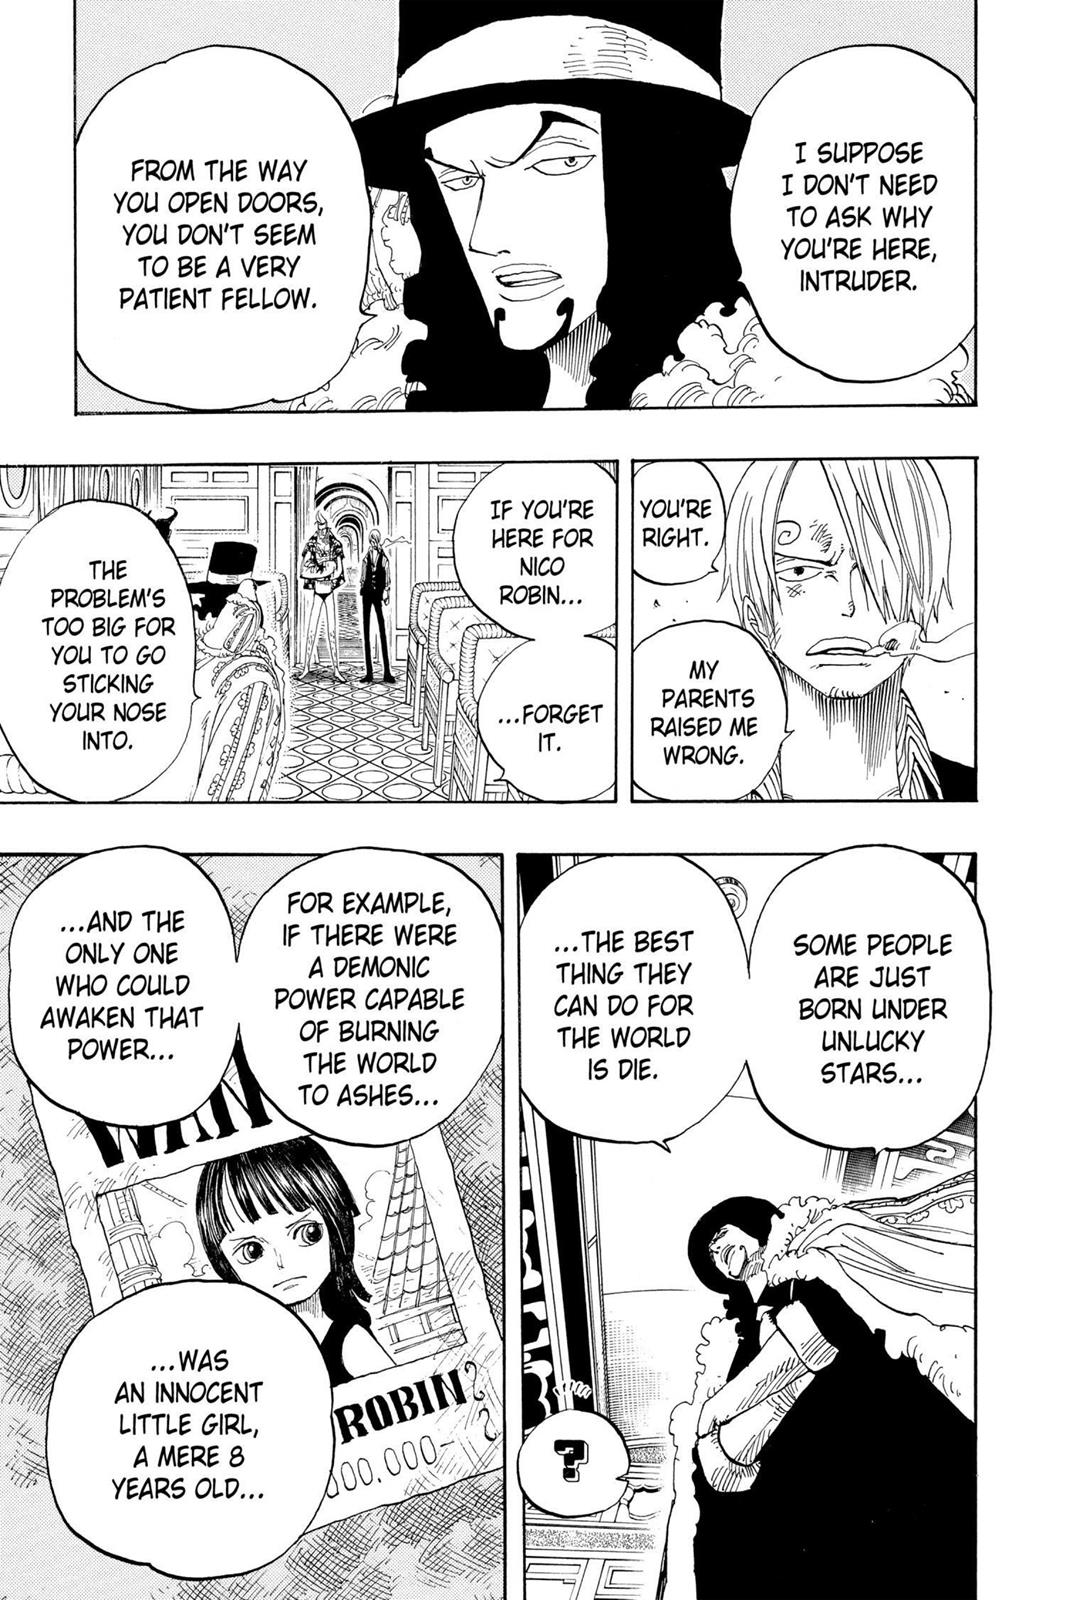 I SUPPOSE
I DON'T NEED
TO ASK WHY
YOU'RE HERE,
INTRUDER.
FROM THE WAY
YOU OPEN DOORS,
YOU DON'T SEEM
TO BE A VERY
PATIENT FELLOW.
YOU'RE
RIGHT.
MY
PARENTS
RAISED ME
WRONG.
IF YOU'RE
HERE FOR
NICO
ROBIN...
...FORGET
IT.
THE
PROBLEM'S
TOO BIG FOR
YOU TO GO
STICKING
YOUR NOSE
INTO.
SOME PEOPLE
ARE JUST
BORN UNDER
UNLUCKY
STARS...
...THE BEST
THING THEY
CAN DO FOR
THE WORLD
IS DIE.
?
FOR EXAMPLE,
IF THERE WERE
A DEMONIC
POWER CAPABLE
OF BURNING
THE WORLD
TO ASHES...
...AND THE
ONLY ONE
WHO COULD
AWAKEN THAT
POWER...
WAN
ROBIN
00.000-
...WAS
AN INNOCENT
LITTLE GIRL,
A MERE 8
YEARS OLD...